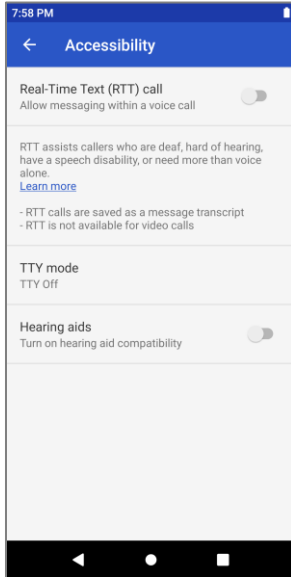 7:58 PM
Accessibility
Real-Time Text (RTT) call
Allow messaging within a voice call
RTT assists callers who are deaf, hard of hearing,
have a speech disability, or need more than voice
alone.
Learn more
- RTT calls are saved as a message transcript
- RTT is not available for video calls
TTY mode
TTY Off
Hearing aids
Turn on hearing aid compatibility